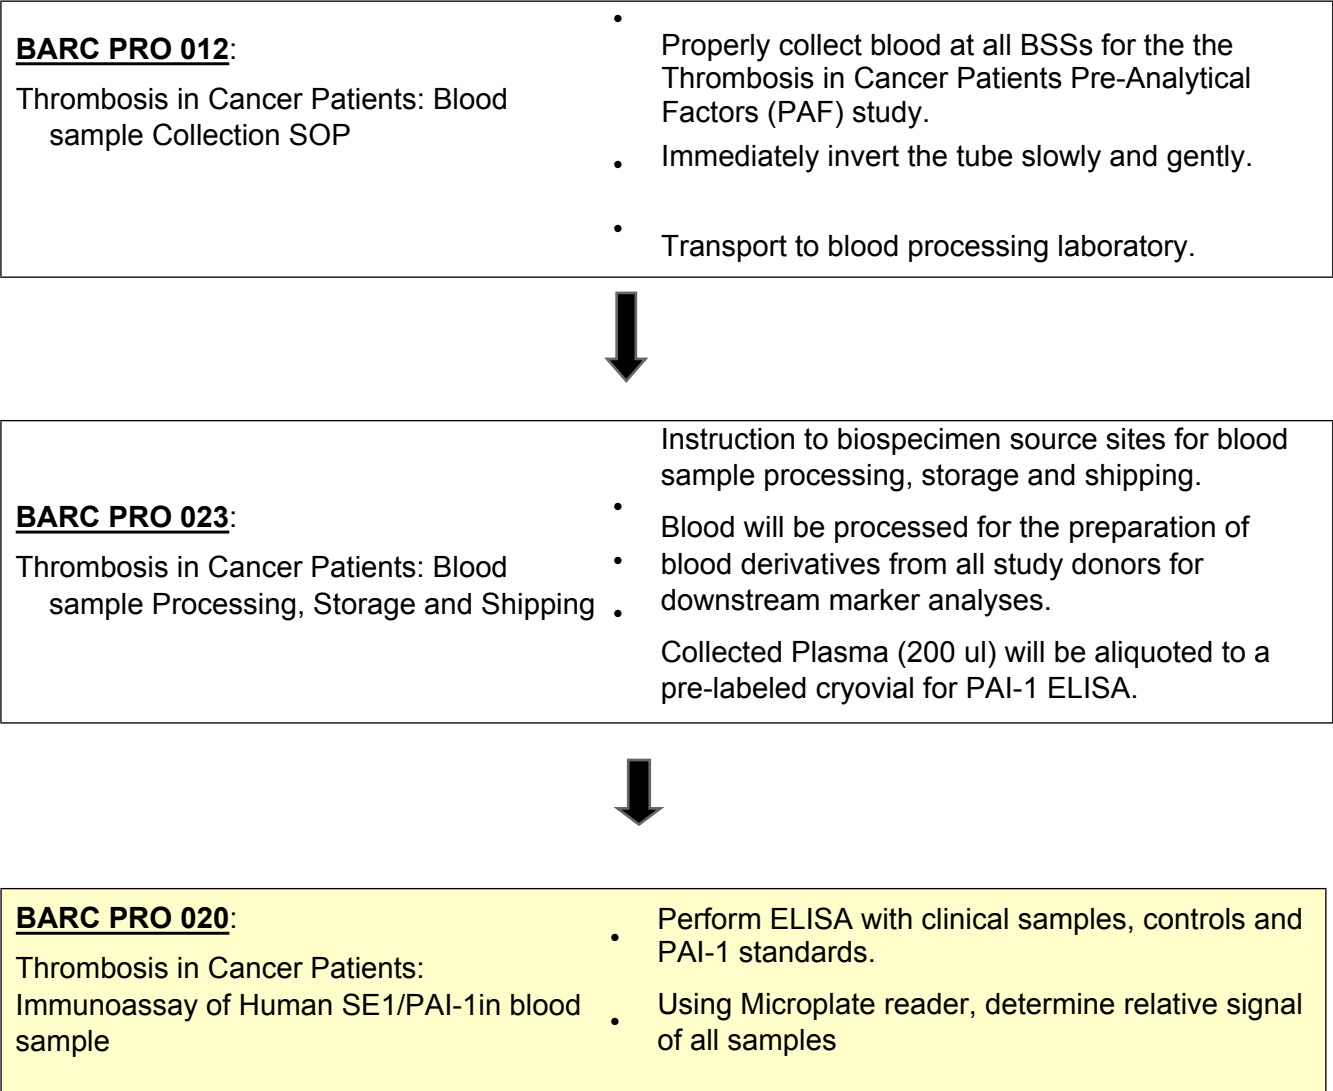 BARC PRO 012:
Thrombosis in Cancer Patients: Blood
sample Collection SOP
• Properly collect blood at all BSSs for the the
Thrombosis in Cancer Patients Pre-Analytical
Factors (PAF) study.
• Immediately invert the tube slowly and gently.
• Transport to blood processing laboratory.
BARC PRO 023:
Thrombosis in Cancer Patients: Blood
sample Processing, Storage and Shipping
• Instruction to biospecimen source sites for blood
sample processing, storage and shipping.
• Blood will be processed for the preparation of
blood derivatives from all study donors for
downstream marker analyses.
• Collected Plasma (200 ul) will be aliquoted to a
pre-labeled cryovial for PAI-1 ELISA.
BARC PRO 020:
Thrombosis in Cancer Patients:
Immunoassay of Human SE1/PAI-1in blood
sample
• Perform ELISA with clinical samples, controls and
PAI-1 standards.
• Using Microplate reader, determine relative signal
of all samples